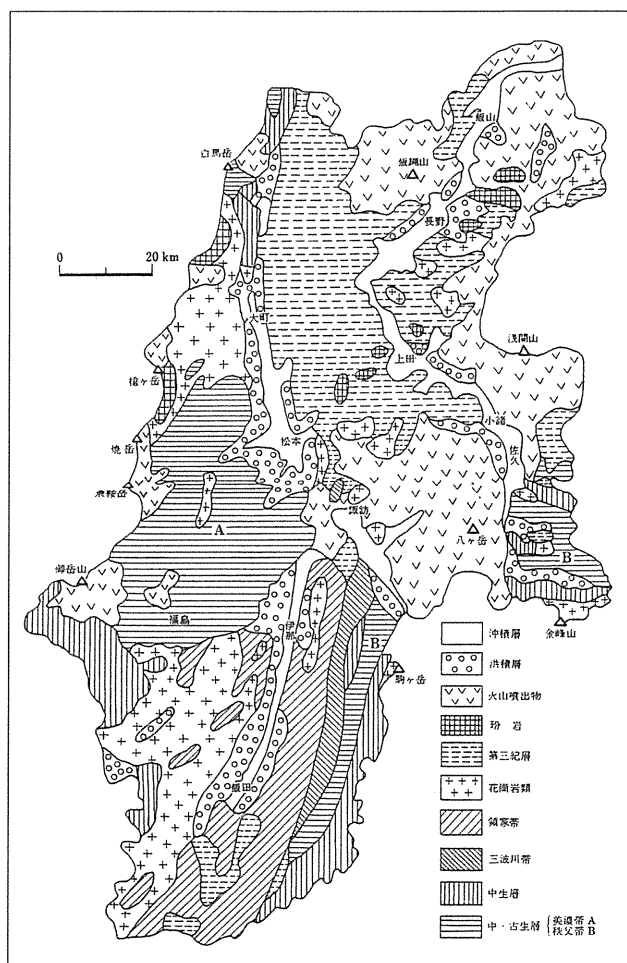 白馬岳
飯山
飯縄山
長野
0 20 km
大町
上田
浅間山
槍ヶ岳
小諸
松本
佐久
焼岳
乗鞍岳
諏訪
八ヶ岳
A
B
御岳山
福島
伊那
B
金峰山
駒ヶ岳
飯田
沖積層
洪積層
火山噴出物
玢岩
第三紀層
花崗岩類
領家帯
三波川帯
中生層
中・古生層 美濃帯 A
秩父帯 B